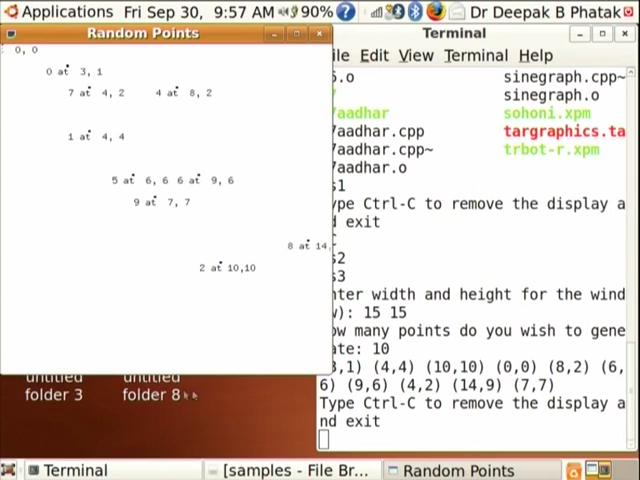 Applications Fri Sep 30, 9:57 AM 90% Dr Deepak B Phatak
Random Points
: 0, 0
0 at 3, 1
7 at 4, 2 4 at 8, 2
1 at 4, 4
5 at 6, 6 6 at 9, 6
9 at 7, 7
8 at 14,
2 at 10,10
untitled
folder 3
untitled
folder 8
Terminal
ile Edit View Terminal Help
5.o sinegraph.cpp~
7 sinegraph.o
7aadhar sohoni.xpm
7aadhar.cpp targraphics.ta
7aadhar.cpp~ trbot-r.xpm
7aadhar.o
s1
ype Ctrl-C to remove the display a
nd exit
s2
s3
nter width and height for the wind
w): 15 15
ow many points do you wish to gene
ate: 10
3,1) (4,4) (10,10) (0,0) (8,2) (6,
6) (9,6) (4,2) (14,9) (7,7)
Type Ctrl-C to remove the display a
nd exit
Terminal [samples - File Br... Random Points